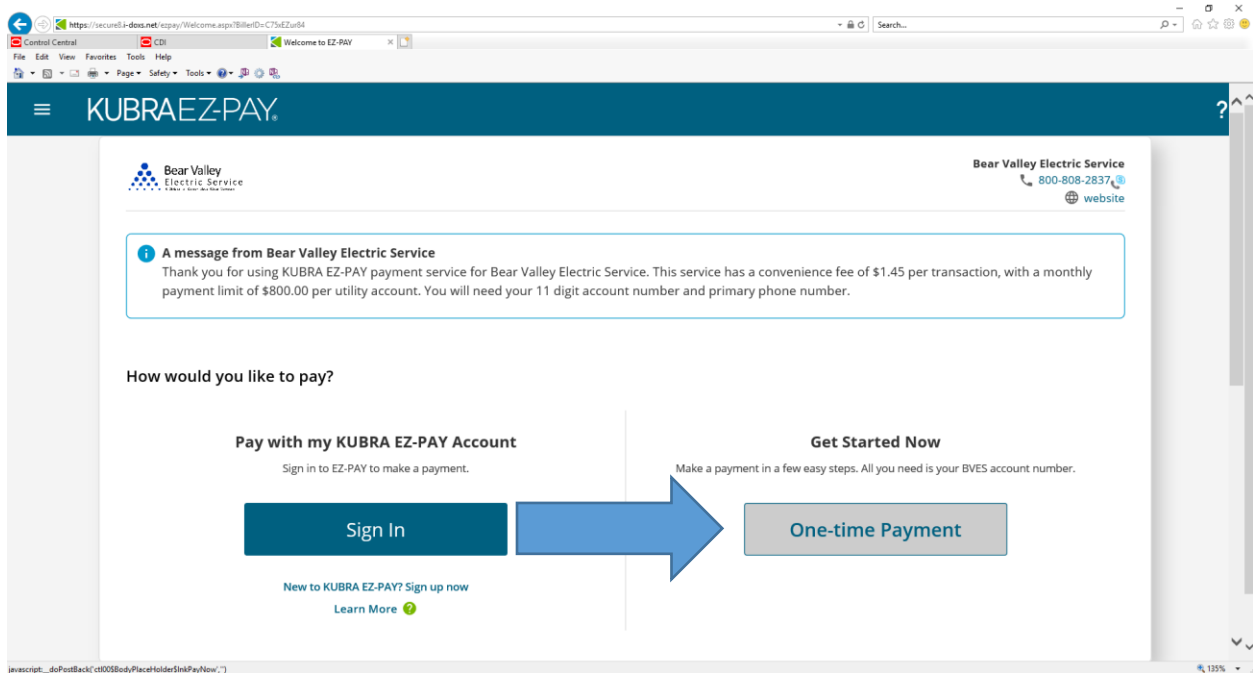 https://secure8.i-doxs.net/ezpay/Welcome.aspx?BillerID=C75xEZur84
Search...
Control Central
CDI
Welcome to EZ-PAY
File Edit View Favorites Tools Help
Page Safety Tools
KUBRA EZ-PAY®
?
Bear Valley
Electric Service
Bear Valley Electric Service
800-808-2837
website
A message from Bear Valley Electric Service
Thank you for using KUBRA EZ-PAY payment service for Bear Valley Electric Service. This service has a convenience fee of $1.45 per transaction, with a monthly
payment limit of $800.00 per utility account. You will need your 11 digit account number and primary phone number.
How would you like to pay?
Pay with my KUBRA EZ-PAY Account
Sign in to EZ-PAY to make a payment.
Sign In
New to KUBRA EZ-PAY? Sign up now
Learn More ?
Get Started Now
Make a payment in a few easy steps. All you need is your BVES account number.
One-time Payment
javascript:__doPostBack('ctl00$BodyPlaceHolder$lnkPayNow','')
135%